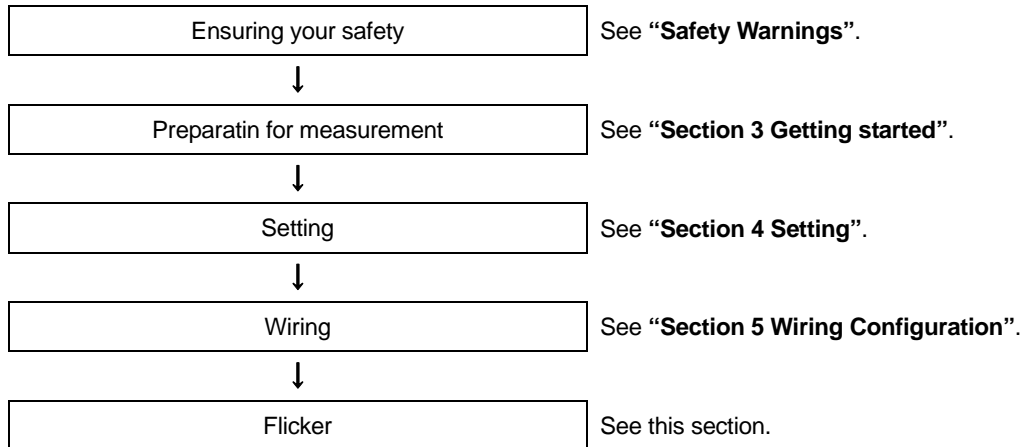 Ensuring your safety See “Safety Warnings”.
↓
Preparatin for measurement See “Section 3 Getting started”.
↓
Setting See “Section 4 Setting”.
↓
Wiring See “Section 5 Wiring Configuration”.
↓
Flicker See this section.